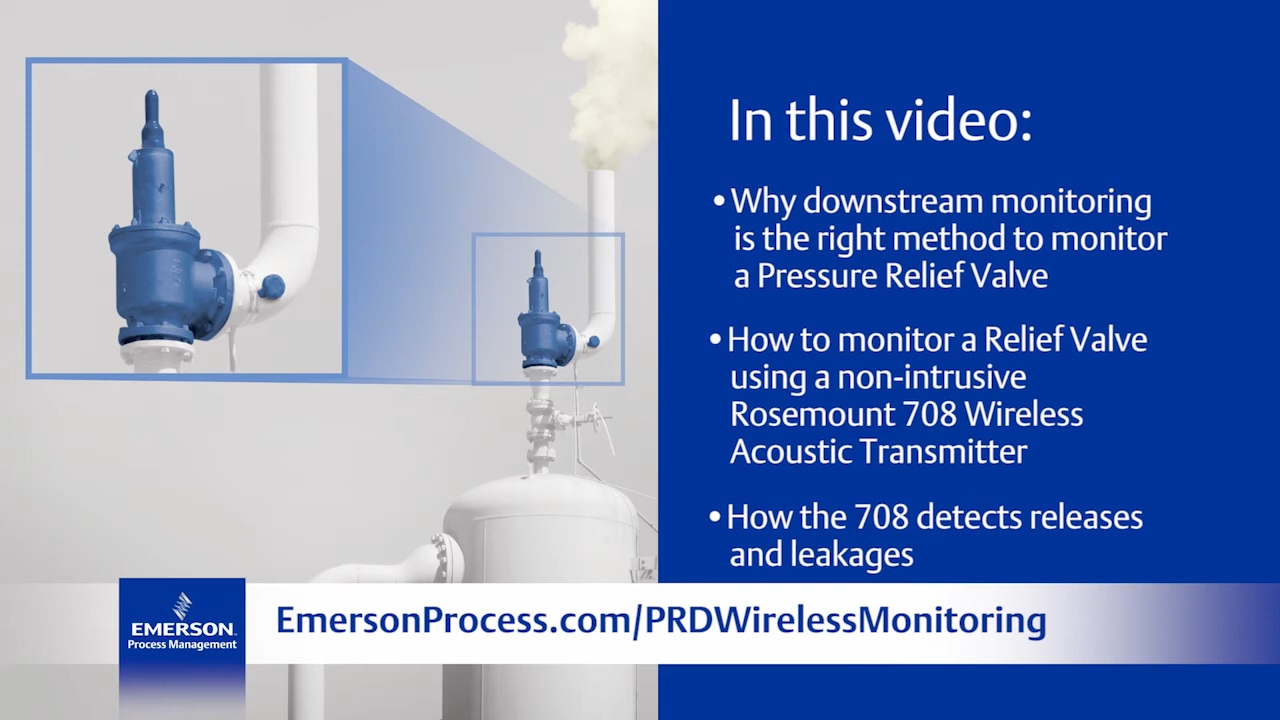 In this video:
• Why downstream monitoring
is the right method to monitor
a Pressure Relief Valve
• How to monitor a Relief Valve
using a non-intrusive
Rosemount 708 Wireless
Acoustic Transmitter
• How the 708 detects releases
and leakages
EMERSON
Process Management
EmersonProcess.com/PRDWirelessMonitoring